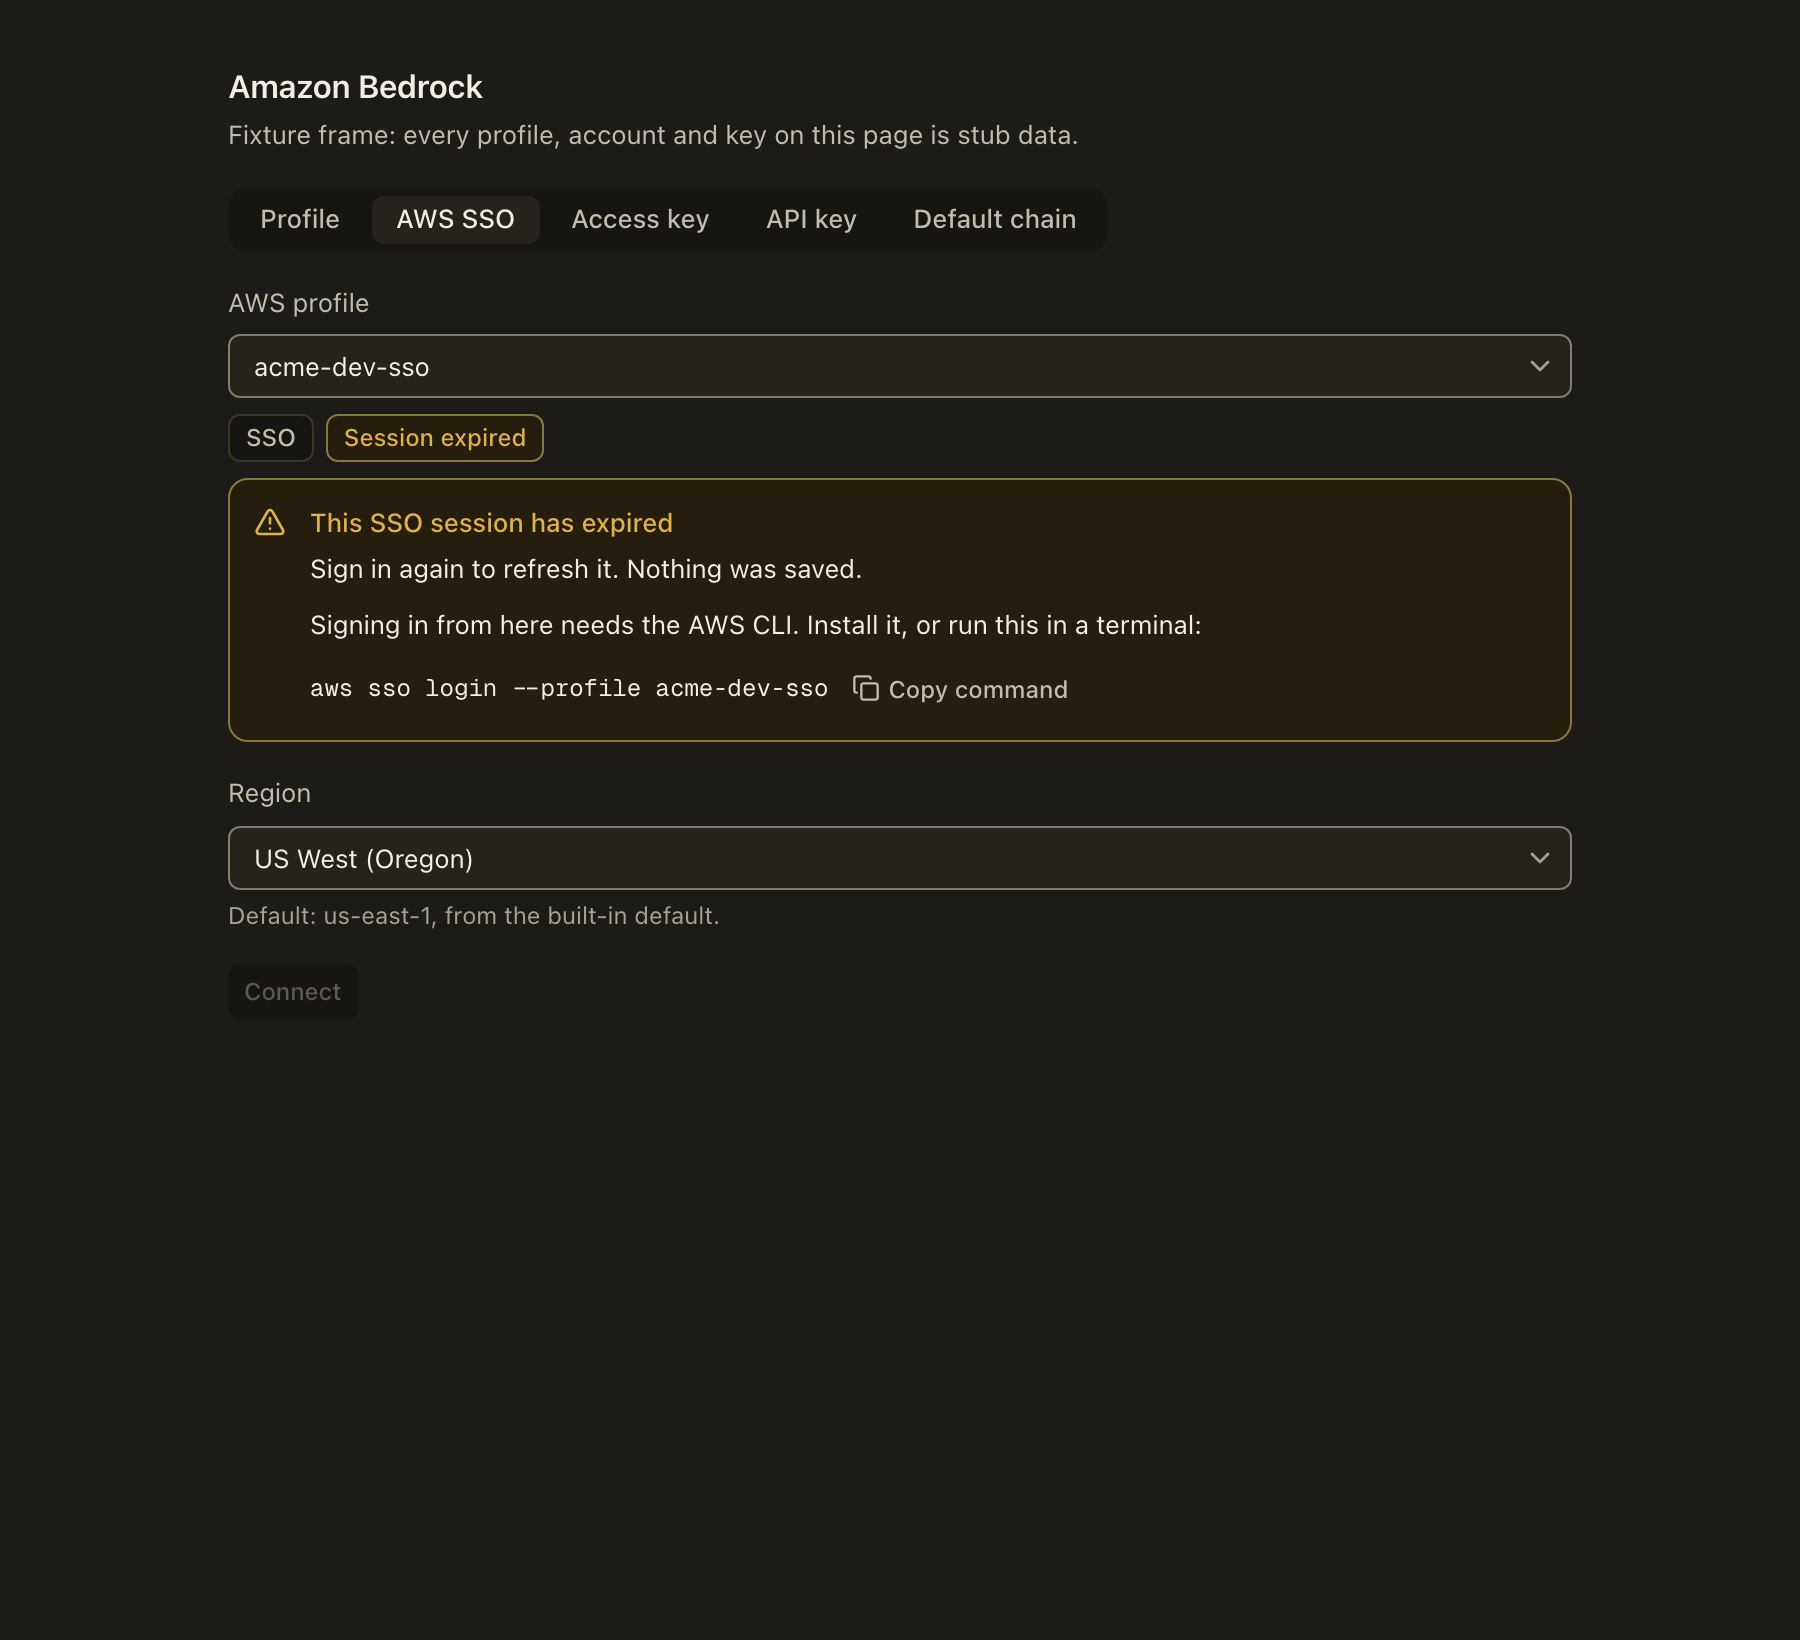 Amazon Bedrock
Fixture frame: every profile, account and key on this page is stub data.
Profile AWS SSO Access key API key Default chain
AWS profile
acme-dev-sso
SSO Session expired
This SSO session has expired
Sign in again to refresh it. Nothing was saved.
Signing in from here needs the AWS CLI. Install it, or run this in a terminal:
aws sso login --profile acme-dev-sso Copy command
Region
US West (Oregon)
Default: us-east-1, from the built-in default.
Connect